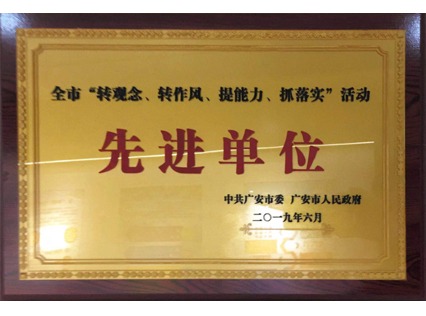 全市“转观念、转作风、提能力、抓落实”活动
先进单位
中共广安市委 广安市人民政府
二〇一九年六月